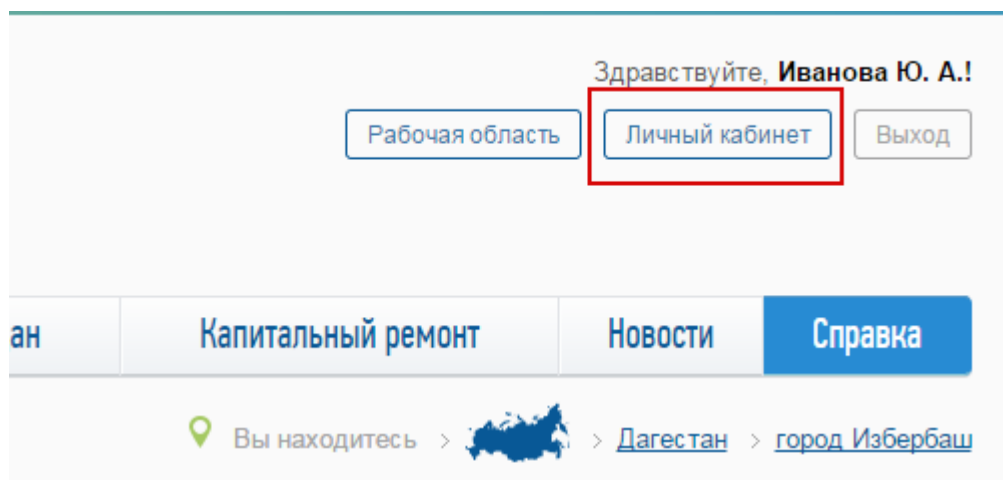 Здравствуйте, Иванова Ю. А.!
Рабочая область Личный кабинет Выход
ан Капитальный ремонт Новости Справка
Вы находитесь > > Дагестан > город Избербаш